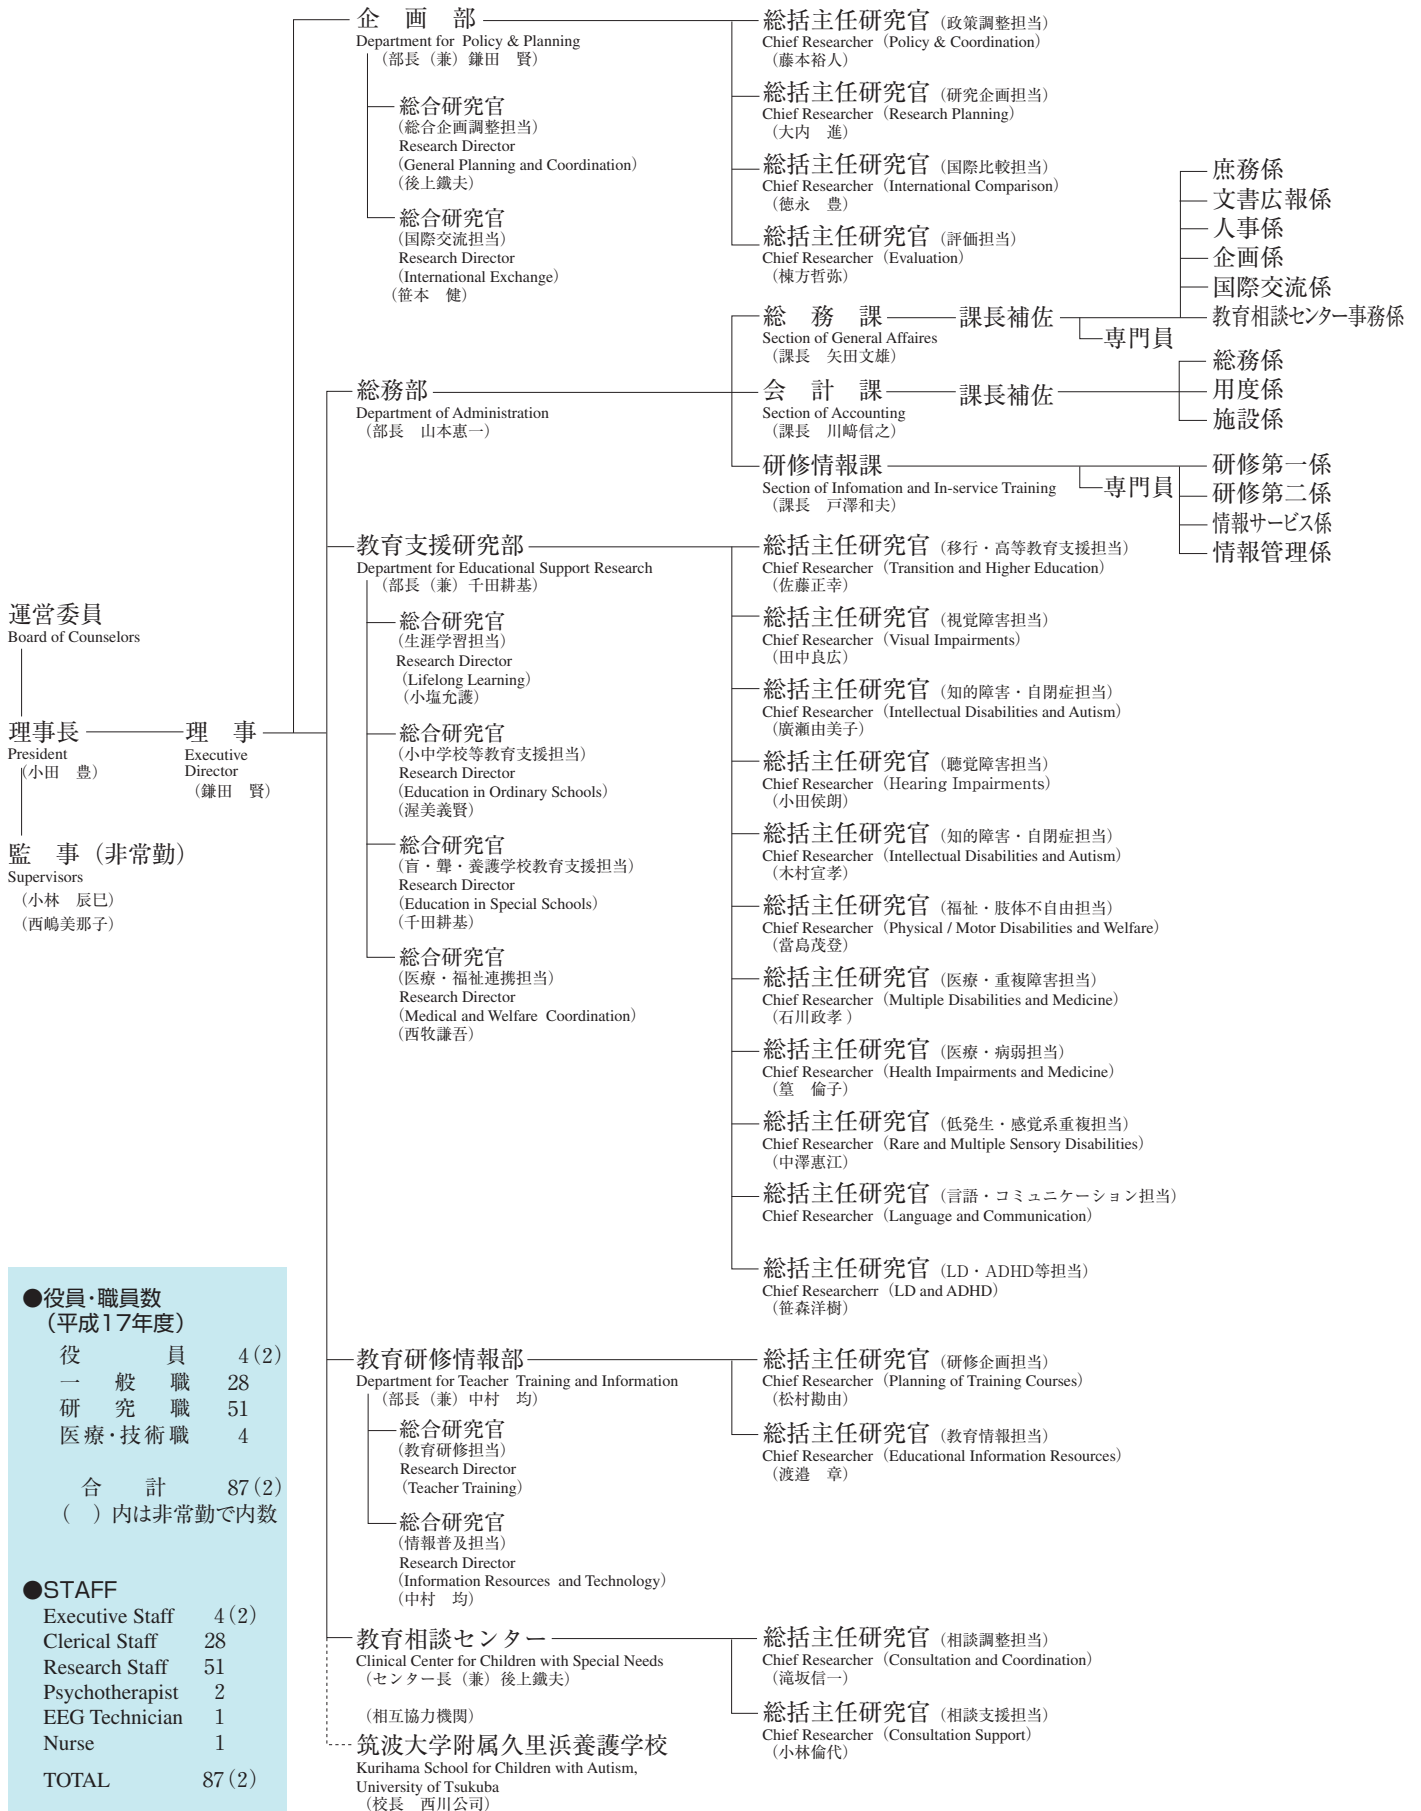 運営委員
Board of Counselors
理事長
President
（小田　豊）
監　事（非常勤）
Supervisors
（小林　辰巳）
（西嶋美那子）
理　事
Executive
Director
（鎌田　賢）
企　画　部
Department for Policy & Planning
（部長（兼）鎌田　賢）
総合研究官
（総合企画調整担当）
Research Director
（General Planning and Coordination）
（後上鐵夫）
総合研究官
（国際交流担当）
Research Director
（International Exchange）
（笹本　健）
総括主任研究官（政策調整担当）
Chief Researcher（Policy & Coordination）
（藤本裕人）
総括主任研究官（研究企画担当）
Chief Researcher（Research Planning）
（大内　進）
総括主任研究官（国際比較担当）
Chief Researcher（International Comparison）
（徳永　豊）
総括主任研究官（評価担当）
Chief Researcher（Evaluation）
（棟方哲弥）
総務部
Department of Administration
（部長　山本恵一）
総　務　課
Section of General Affaires
（課長　矢田文雄）
課長補佐
専門員
庶務係
文書広報係
人事係
企画係
国際交流係
教育相談センター事務係
会　計　課
Section of Accounting
（課長　川﨑信之）
課長補佐
総務係
用度係
施設係
研修情報課
Section of Infomation and In-service Training
（課長　戸澤和夫）
専門員
研修第一係
研修第二係
情報サービス係
情報管理係
教育支援研究部
Department for Educational Support Research
（部長（兼）千田耕基）
総合研究官
（生涯学習担当）
Research Director
（Lifelong Learning）
（小塩允護）
総合研究官
（小中学校等教育支援担当）
Research Director
（Education in Ordinary Schools）
（渥美義賢）
総合研究官
（盲・聾・養護学校教育支援担当）
Research Director
（Education in Special Schools）
（千田耕基）
総合研究官
（医療・福祉連携担当）
Research Director
（Medical and Welfare Coordination）
（西牧謙吾）
総括主任研究官（移行・高等教育支援担当）
Chief Researcher（Transition and Higher Education）
（佐藤正幸）
総括主任研究官（視覚障害担当）
Chief Researcher（Visual Impairments）
（田中良広）
総括主任研究官（知的障害・自閉症担当）
Chief Researcher（Intellectual Disabilities and Autism）
（廣瀬由美子）
総括主任研究官（聴覚障害担当）
Chief Researcher（Hearing Impairments）
（小田侯朗）
総括主任研究官（知的障害・自閉症担当）
Chief Researcher（Intellectual Disabilities and Autism）
（木村宣孝）
総括主任研究官（福祉・肢体不自由担当）
Chief Researcher（Physical / Motor Disabilities and Welfare）
（當島茂登）
総括主任研究官（医療・重複障害担当）
Chief Researcher（Multiple Disabilities and Medicine）
（石川政孝 ）
総括主任研究官（医療・病弱担当）
Chief Researcher（Health Impairments and Medicine）
（篁　倫子）
総括主任研究官（低発生・感覚系重複担当）
Chief Researcher（Rare and Multiple Sensory Disabilities）
（中澤惠江）
総括主任研究官（言語・コミュニケーション担当）
Chief Researcher（Language and Communication）
総括主任研究官（LD・ADHD等担当）
Chief Researcherr（LD and ADHD）
（笹森洋樹）
教育研修情報部
Department for Teacher Training and Information
（部長（兼）中村　均）
総合研究官
（教育研修担当）
Research Director
（Teacher Training）
総合研究官
（情報普及担当）
Research Director
（Information Resources and Technology）
（中村　均）
総括主任研究官（研修企画担当）
Chief Researcher（Planning of Training Courses）
（松村勘由）
総括主任研究官（教育情報担当）
Chief Researcher（Educational Information Resources）
（渡邉　章）
教育相談センター
Clinical Center for Children with Special Needs
（センター長（兼）後上鐵夫）
総括主任研究官（相談調整担当）
Chief Researcher（Consultation and Coordination）
（滝坂信一）
総括主任研究官（相談支援担当）
Chief Researcher（Consultation Support）
（小林倫代）
（相互協力機関）
筑波大学附属久里浜養護学校
Kurihama School for Children with Autism,
University of Tsukuba
（校長　西川公司）
●役員・職員数
（平成17年度）
役　員　4（2）
一　般　職　28
研　究　職　51
医療・技術職　4
合　計　87（2）
（　）内は非常勤で内数
●STAFF
Executive Staff 4（2）
Clerical Staff 28
Research Staff 51
Psychotherapist 2
EEG Technician 1
Nurse 1
TOTAL 87（2）